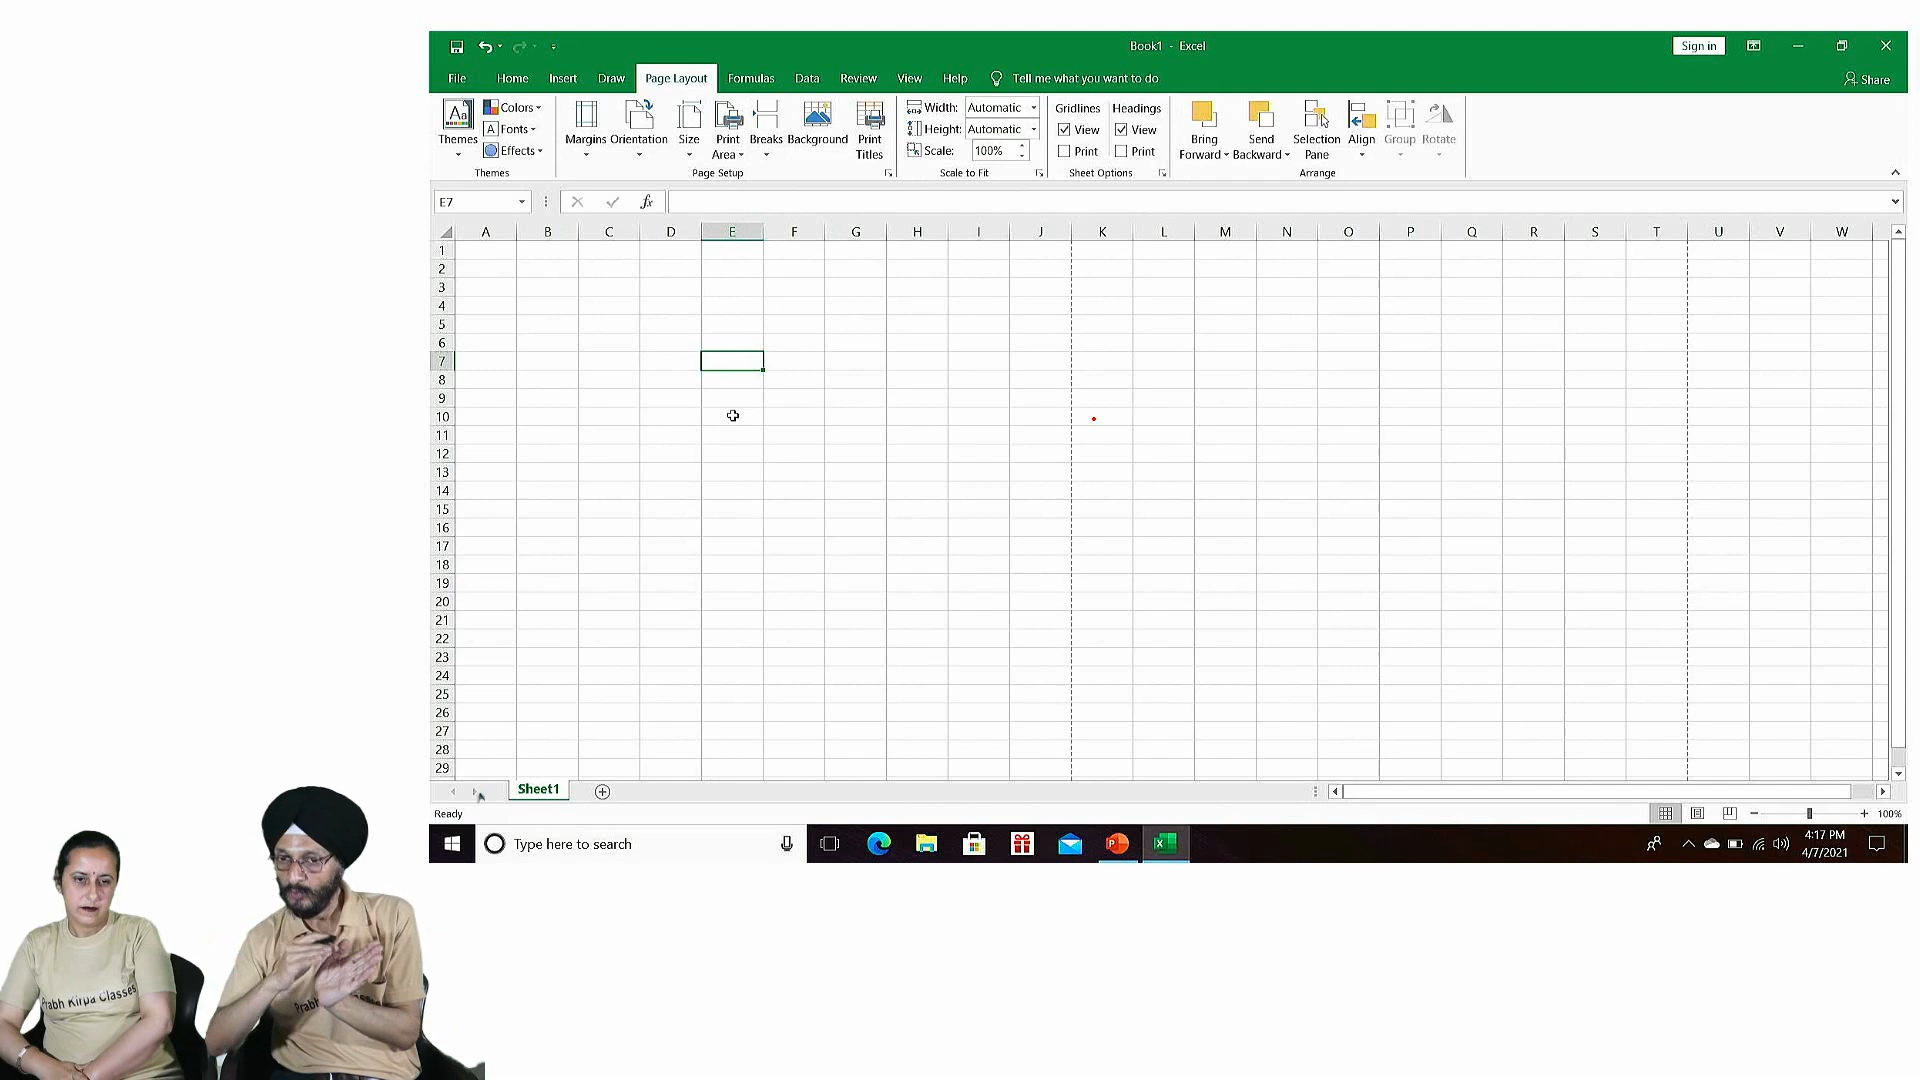 Book1 - Excel
Sign in
File Home Insert Draw Page Layout Formulas Data Review View Help Tell me what you want to do
Share
Aa Colors Width: Automatic Gridlines Headings
A Fonts Height: Automatic View View
Themes Margins Orientation Size Print Area Breaks Background Print Titles Bring Forward Send Backward Selection Pane Align Group Rotate
Effects Scale: 100% Print Print
Themes Page Setup Scale to Fit Sheet Options Arrange
E7 fx
A B C D E F G H I J K L M N O P Q R S T U V W
1
2
3
4
5
6
7
8
9
10
11
12
13
14
15
16
17
18
19
20
21
22
23
24
25
26
27
28
29
Sheet1
Ready
100%
Type here to search
4:17 PM
4/7/2021
Prabh Kirpa Classes
Prabh